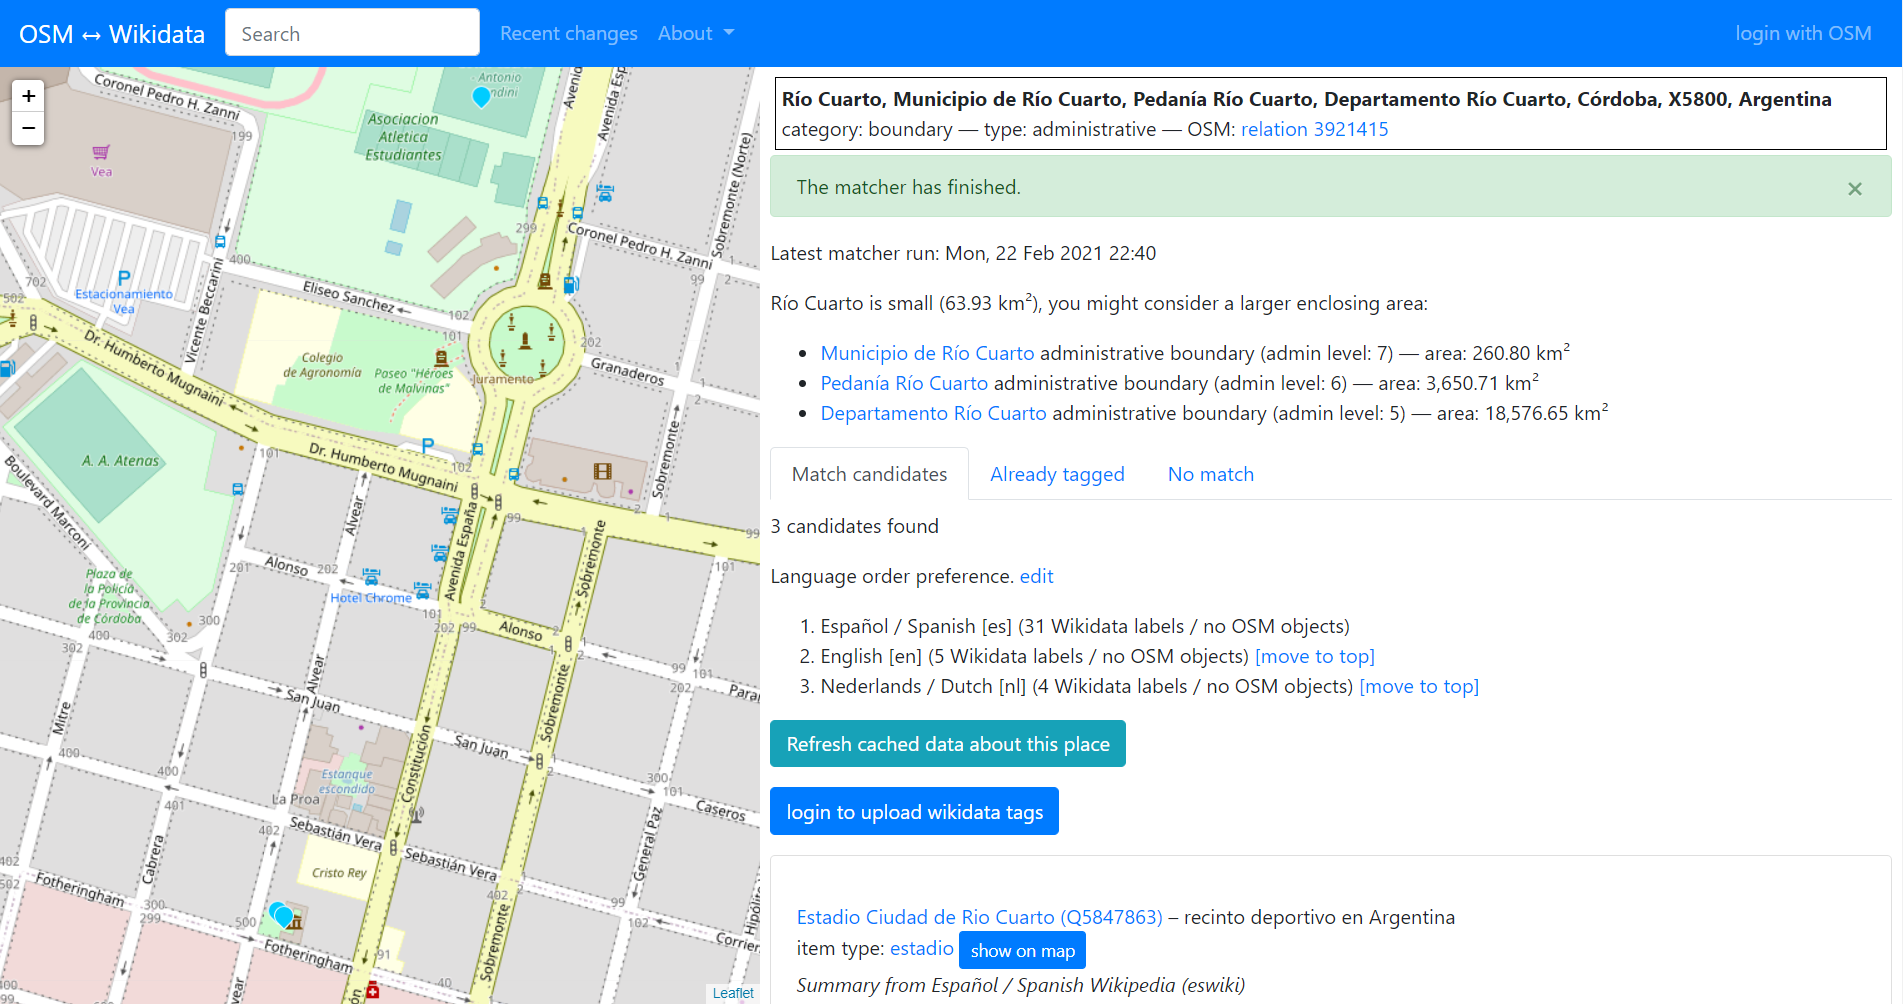 OSM ↔ Wikidata
Search
Recent changes
About
login with OSM
+
−
Coronel Pedro H. Zanni
199
Vea
Antonio
Asociacion
Atletica
Estudiantes
299
Coronel Pedro H. Zanni
Sobremonte (Norte)
99
400
702
502
Estacionamiento
Vea
Vicente Beccarini
Eliseo Sanchez
102
101
202
Colegio
de Agronomía
Paseo "Héroes
de Malvinas"
Juramento
Granaderos
Dr. Humberto Mugnaini
Dr. Humberto Mugnaini
102
A. A. Atenas
101
Boulevard Marconi
Alvear
Avenida España
Sobremonte
Sobremonte
99
99
101
201
Alonso
202
Plaza de
la Policía
de la Provincia
de Córdoba
Hotel Chrome
101
202 99
Alonso
300
302
400
99
202
San Juan
Alvear
Mitre
400
400
401
402
San Juan
Sobremonte
300
101
Caseros
Estanque
escondido
La Proa
Constitución
Sebastián Vera
Sebastián Vera
Cabrera
General Paz
402
402
502
Cristo Rey
Fotheringham
300
299
500
Fotheringham
99
102
91
40
400
Sobremonte
Leaflet
Río Cuarto, Municipio de Río Cuarto, Pedanía Río Cuarto, Departamento Río Cuarto, Córdoba, X5800, Argentina
category: boundary — type: administrative — OSM: relation 3921415
The matcher has finished.
×
Latest matcher run: Mon, 22 Feb 2021 22:40
Río Cuarto is small (63.93 km²), you might consider a larger enclosing area:
• Municipio de Río Cuarto administrative boundary (admin level: 7) — area: 260.80 km²
• Pedanía Río Cuarto administrative boundary (admin level: 6) — area: 3,650.71 km²
• Departamento Río Cuarto administrative boundary (admin level: 5) — area: 18,576.65 km²
Match candidates
Already tagged
No match
3 candidates found
Language order preference. edit
1. Español / Spanish [es] (31 Wikidata labels / no OSM objects)
2. English [en] (5 Wikidata labels / no OSM objects) [move to top]
3. Nederlands / Dutch [nl] (4 Wikidata labels / no OSM objects) [move to top]
Refresh cached data about this place
login to upload wikidata tags
Estadio Ciudad de Rio Cuarto (Q5847863) – recinto deportivo en Argentina
item type: estadio show on map
Summary from Español / Spanish Wikipedia (eswiki)